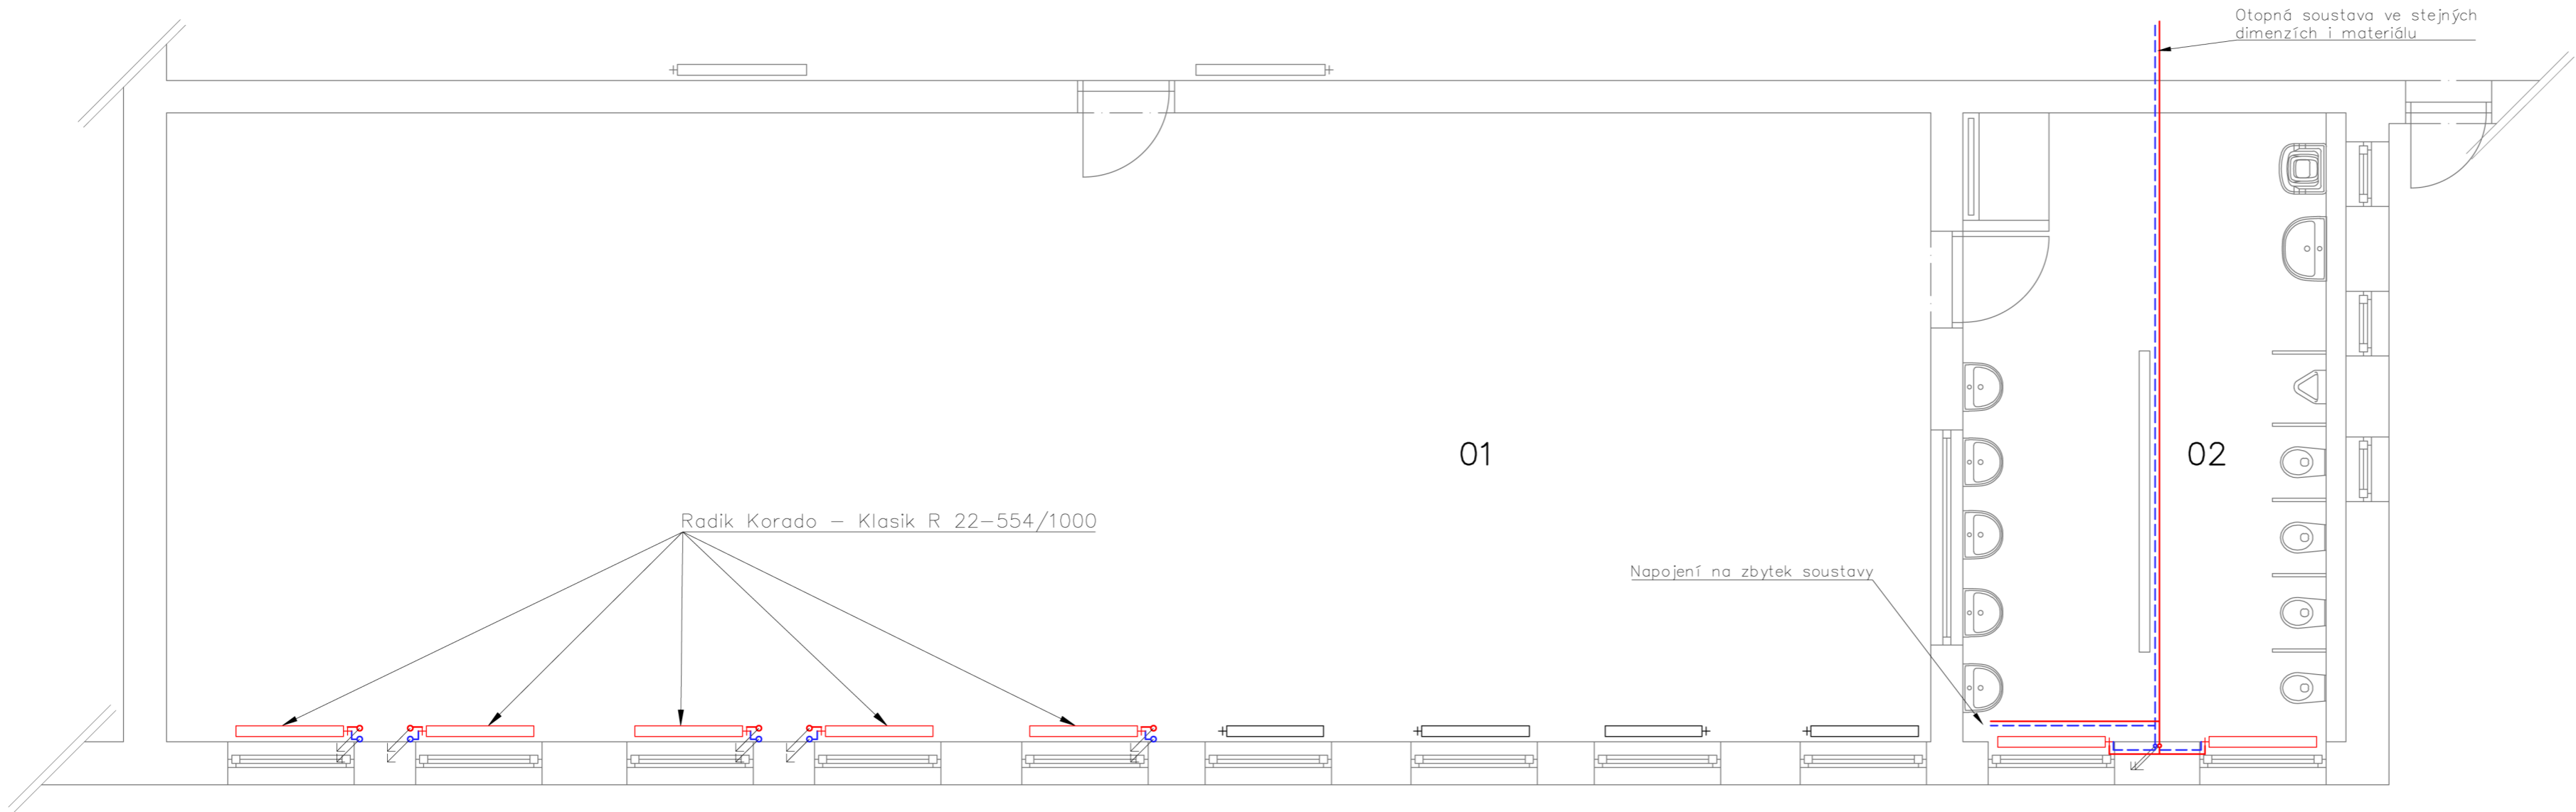 Otopná soustava ve stejných
dimenzích i materiálu
01
02
Radik Korado – Klasik R 22–554/1000
Napojení na zbytek soustavy